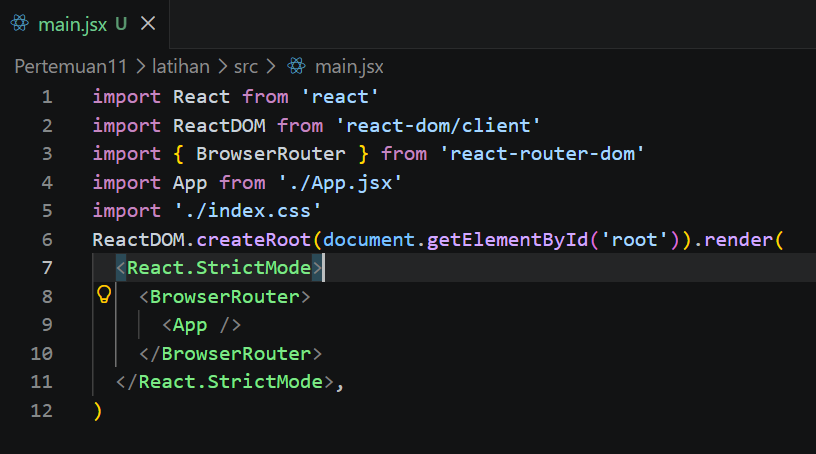 main.jsx U
Pertemuan11 > latihan > src > main.jsx
1 import React from 'react'
2 import ReactDOM from 'react-dom/client'
3 import { BrowserRouter } from 'react-router-dom'
4 import App from './App.jsx'
5 import './index.css'
6 ReactDOM.createRoot(document.getElementById('root')).render(
7   <React.StrictMode>
8     <BrowserRouter>
9       <App />
10     </BrowserRouter>
11   </React.StrictMode>,
12 )